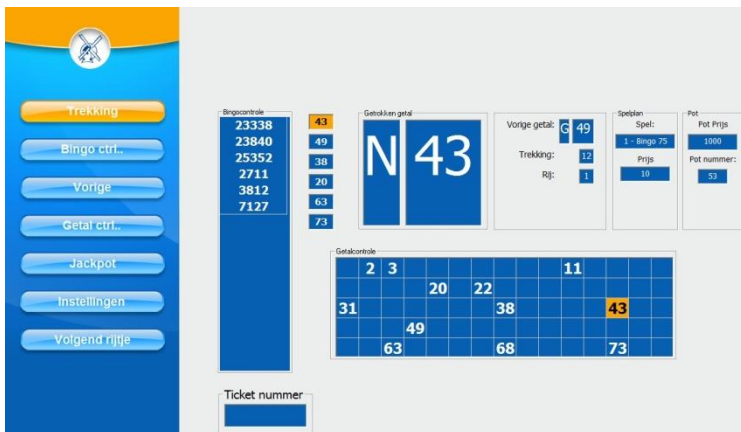 Trekking
Bingo ctrl..
Vorige
Getal ctrl..
Jackpot
Instellingen
Volgend rijtje
Bingocontrole
23338
23840
25352
2711
3812
7127
43
49
38
20
63
73
Getrokken getal
N 43
Vorige getal: G 49
Trekking: 12
Rij: 1
Spelplan
Spel:
1 - Bingo 75
Prijs
10
Pot
Pot Prijs
1000
Pot nummer:
53
Getalcontrole
2 3 11
20 22
31 38 43
49
63 68 73
Ticket nummer